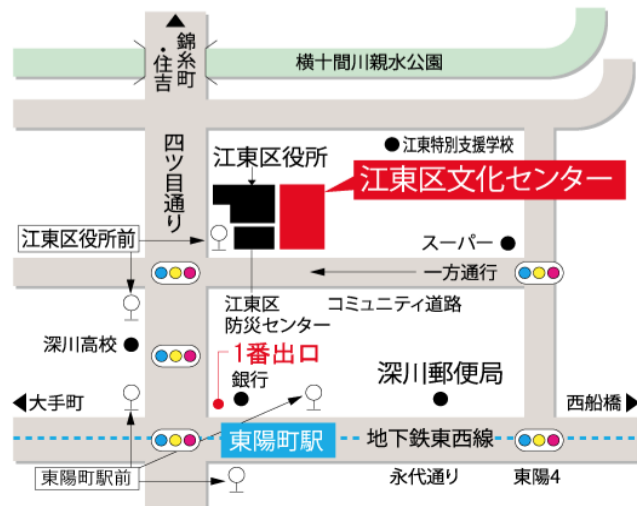 錦糸町
・住吉
横十間川親水公園
四ツ目通り
江東特別支援学校
江東区役所
江東区文化センター
江東区役所前
スーパー
一方通行
江東区
防災センター
コミュニティ道路
深川高校
1番出口
銀行
深川郵便局
大手町
西船橋
東陽町駅
地下鉄東西線
東陽町駅前
永代通り
東陽4